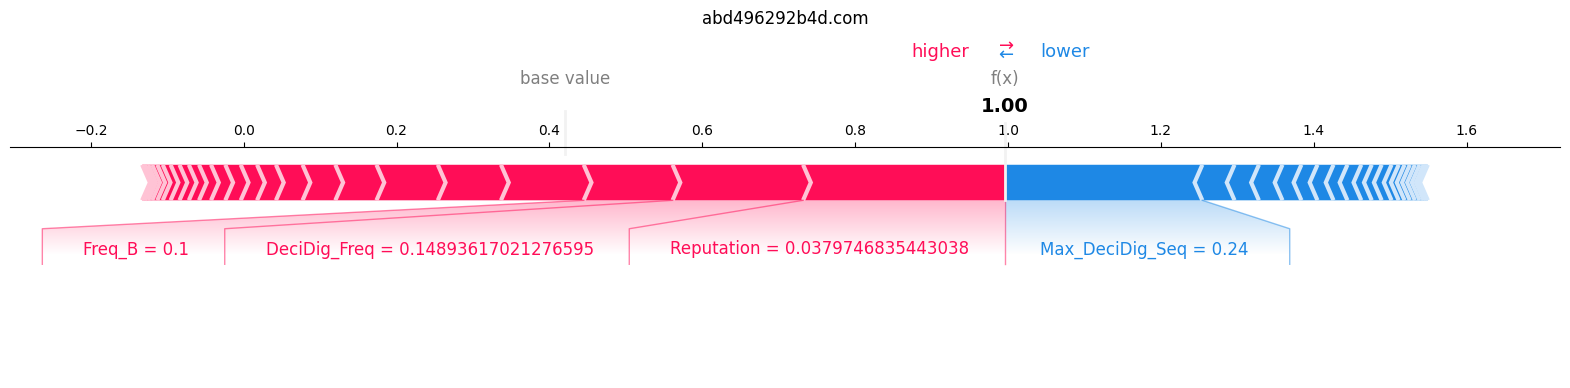 abd496292b4d.com
higher ⇄ lower
base value f(x)
1.00
−0.2 0.0 0.2 0.4 0.6 0.8 1.0 1.2 1.4 1.6
Freq_B = 0.1 DeciDig_Freq = 0.14893617021276595 Reputation = 0.0379746835443038 Max_DeciDig_Seq = 0.24